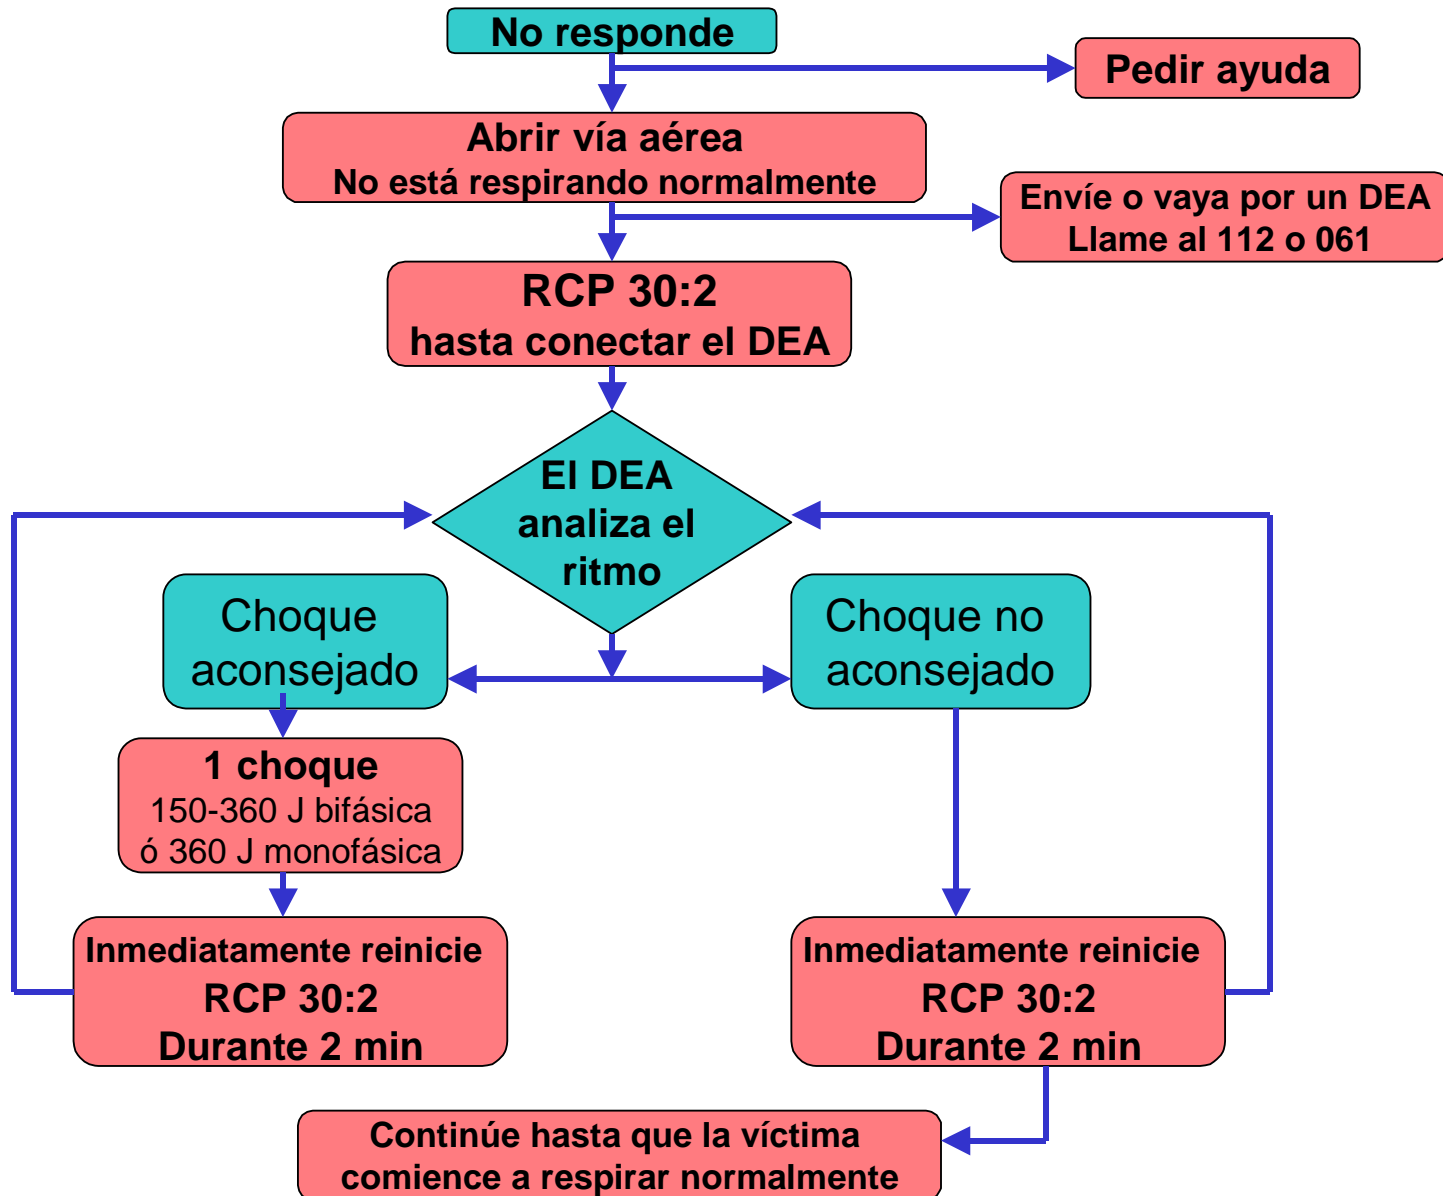 No responde
Pedir ayuda
Abrir vía aérea
No está respirando normalmente
Envíe o vaya por un DEA
Llame al 112 o 061
RCP 30:2
hasta conectar el DEA
El DEA
analiza el
ritmo
Choque
aconsejado
Choque no
aconsejado
1 choque
150-360 J bifásica
ó 360 J monofásica
Inmediatamente reinicie
RCP 30:2
Durante 2 min
Inmediatamente reinicie
RCP 30:2
Durante 2 min
Continúe hasta que la víctima
comience a respirar normalmente